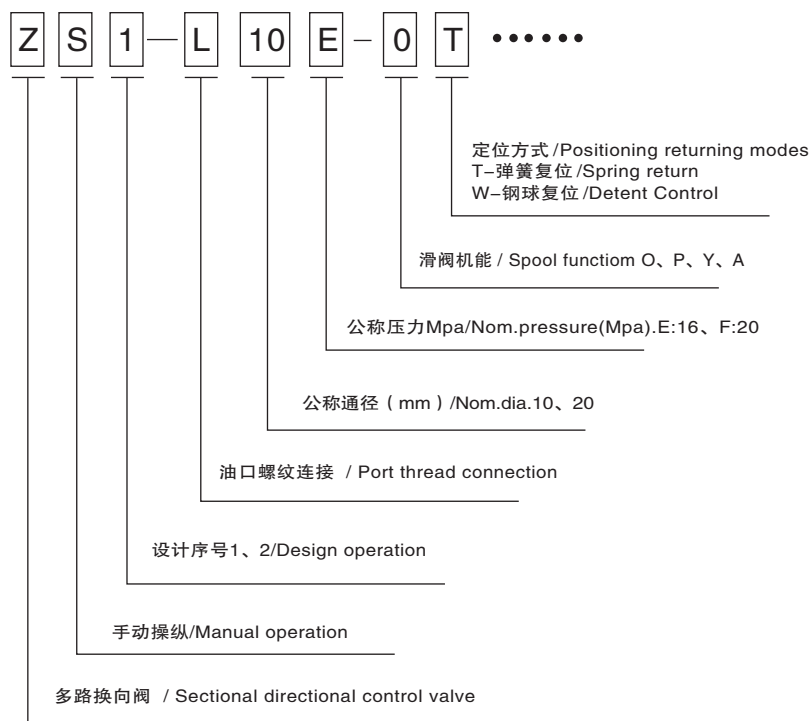 Z S 1—L 10 E–0 T ······
定位方式/Positioning returning modes
T–弹簧复位/Spring return
W–钢球复位/Detent Control
滑阀机能 / Spool functiom O、P、Y、A
公称压力Mpa/Nom.pressure(Mpa).E:16、F:20
公称通径（mm）/Nom.dia.10、20
油口螺纹连接 / Port thread connection
设计序号1、2/Design operation
手动操纵/Manual operation
多路换向阀 / Sectional directional control valve